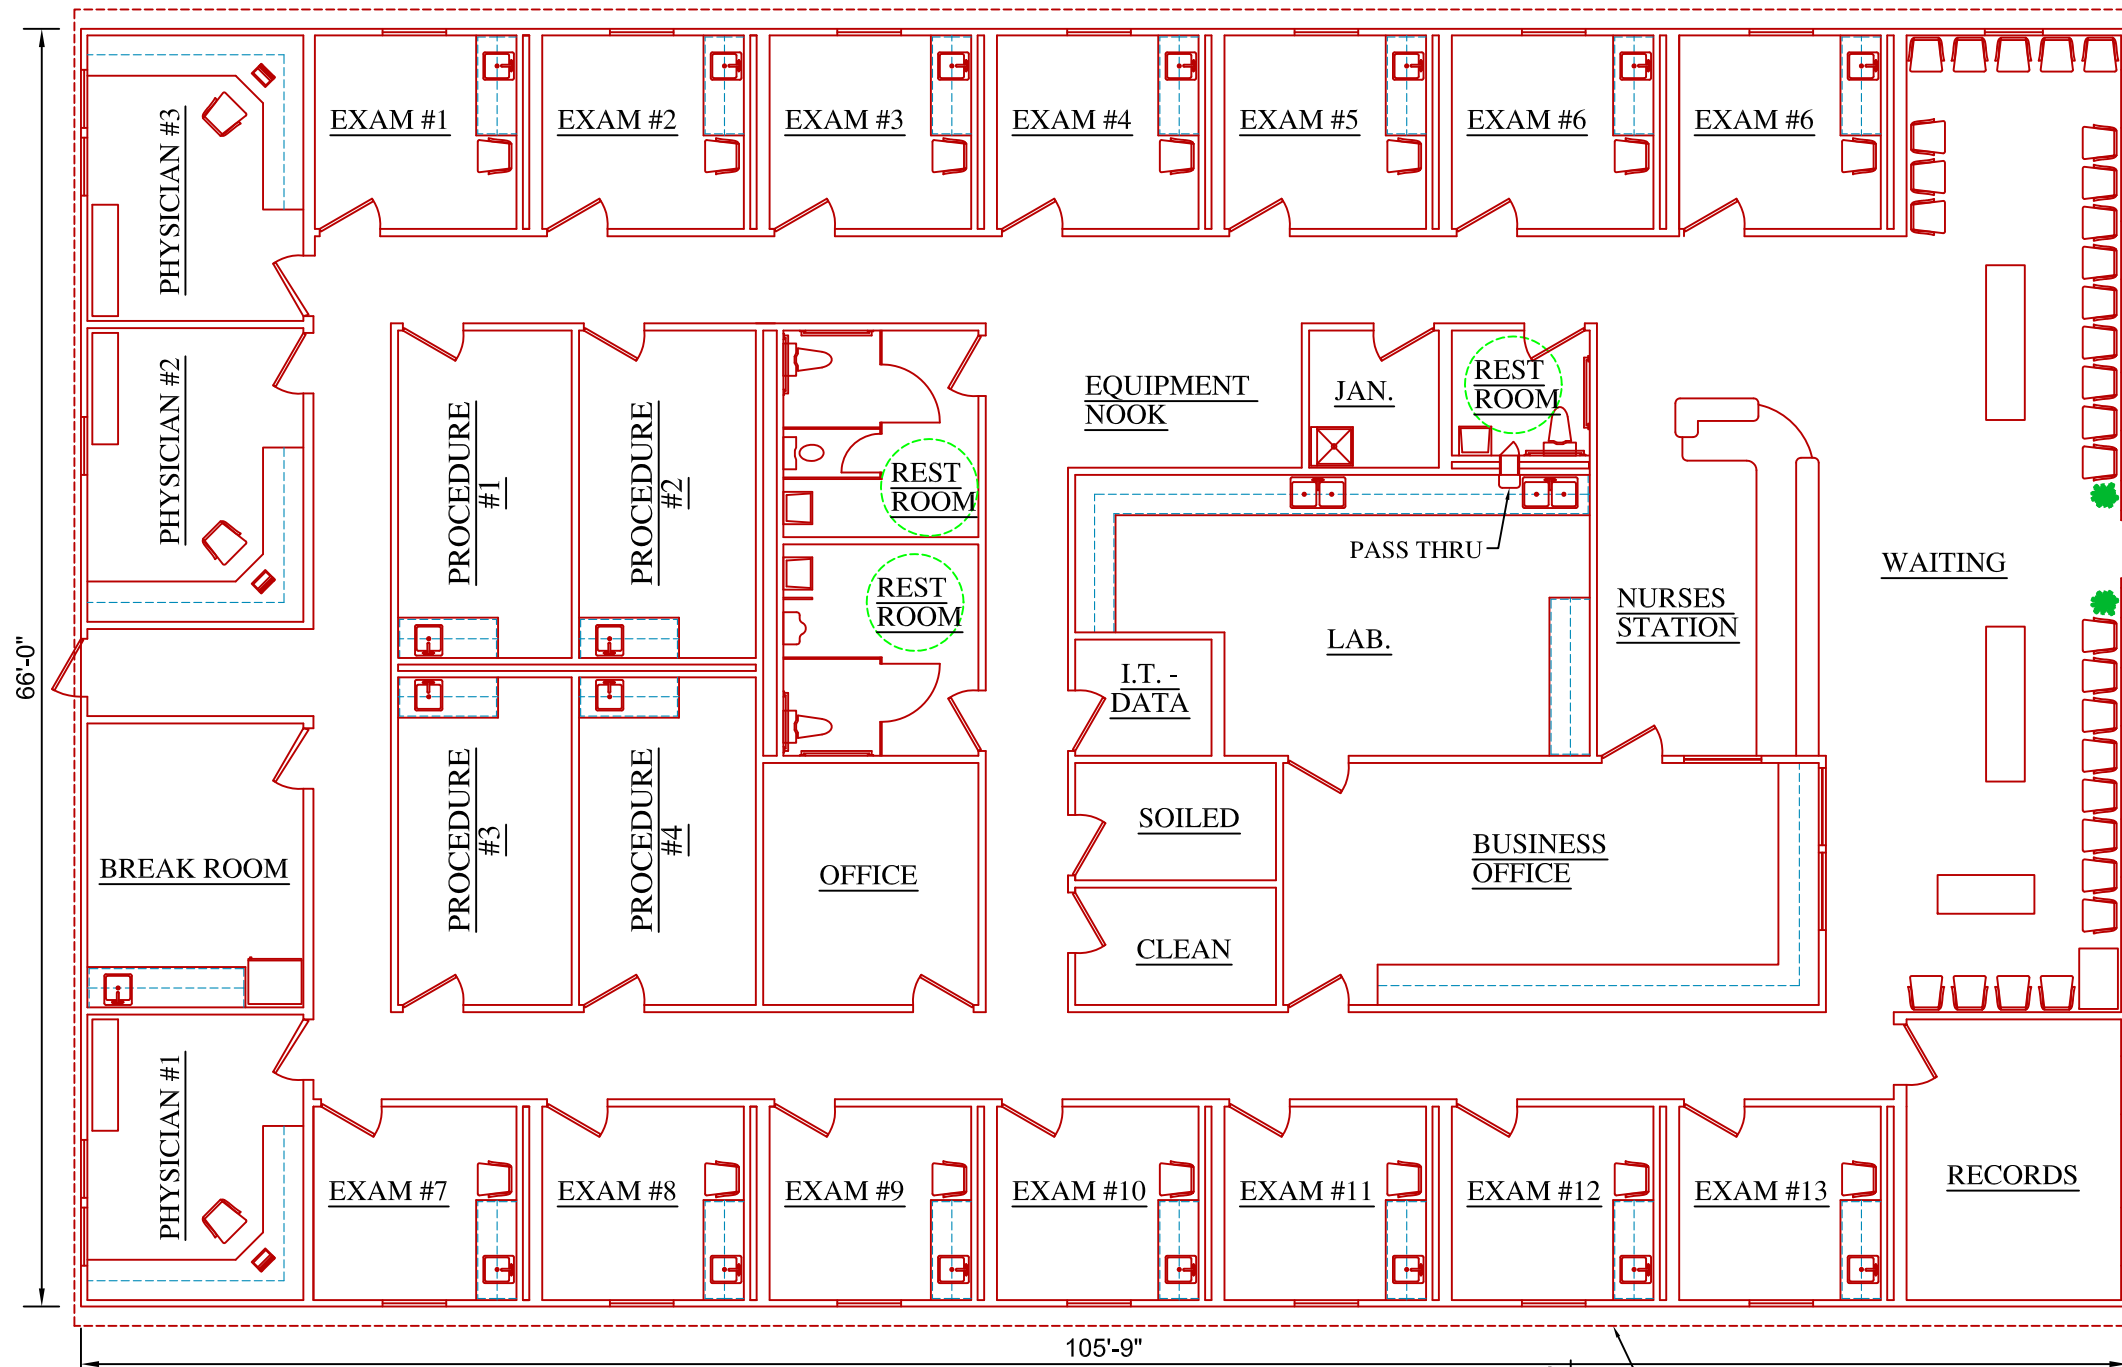 EXAM #1
EXAM #2
EXAM #3
EXAM #4
EXAM #5
EXAM #6
EXAM #6
PHYSICIAN #3
PHYSICIAN #2
PROCEDURE
#1
PROCEDURE
#2
REST
ROOM
REST
ROOM
EQUIPMENT
NOOK
JAN.
REST
ROOM
PASS THRU
WAITING
NURSES
STATION
LAB.
I.T. -
DATA
66'-0"
BREAK ROOM
PROCEDURE
#3
PROCEDURE
#4
OFFICE
SOILED
CLEAN
BUSINESS
OFFICE
PHYSICIAN #1
EXAM #7
EXAM #8
EXAM #9
EXAM #10
EXAM #11
EXAM #12
EXAM #13
RECORDS
105'-9"